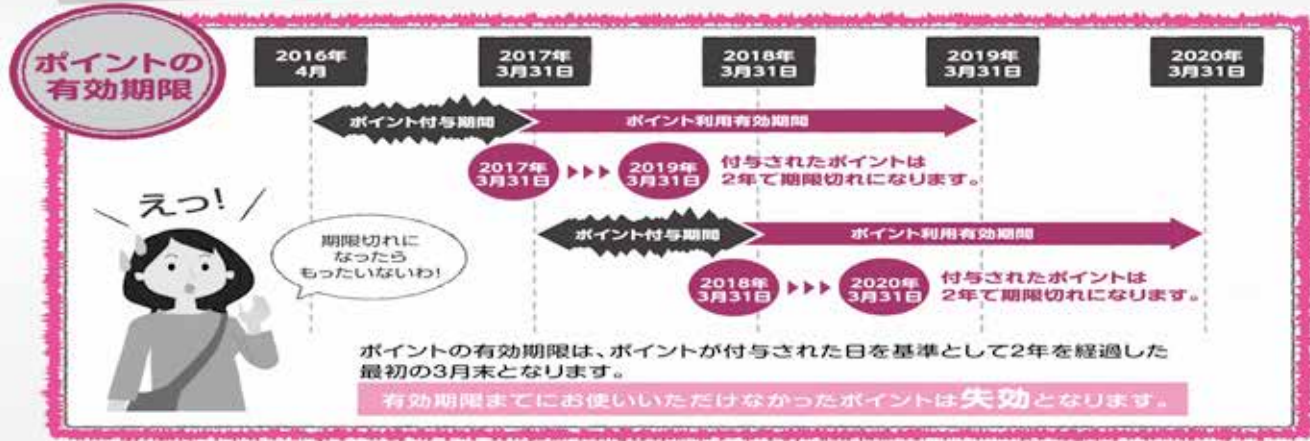 ポイントの
有効期限
2016年
4月
2017年
3月31日
2018年
3月31日
2019年
3月31日
2020年
3月31日
ポイント付与期間
ポイント利用有効期間
2017年
3月31日
2019年
3月31日
付与されたポイントは
2年で期限切れになります。
えっ!
期限切れに
なったら
もったいないわ!
ポイント付与期間
ポイント利用有効期間
2018年
3月31日
2020年
3月31日
付与されたポイントは
2年で期限切れになります。
ポイントの有効期限は、ポイントが付与された日を基準として2年を経過した
最初の3月末となります。
有効期限までにお使いいただけなかったポイントは失効となります。